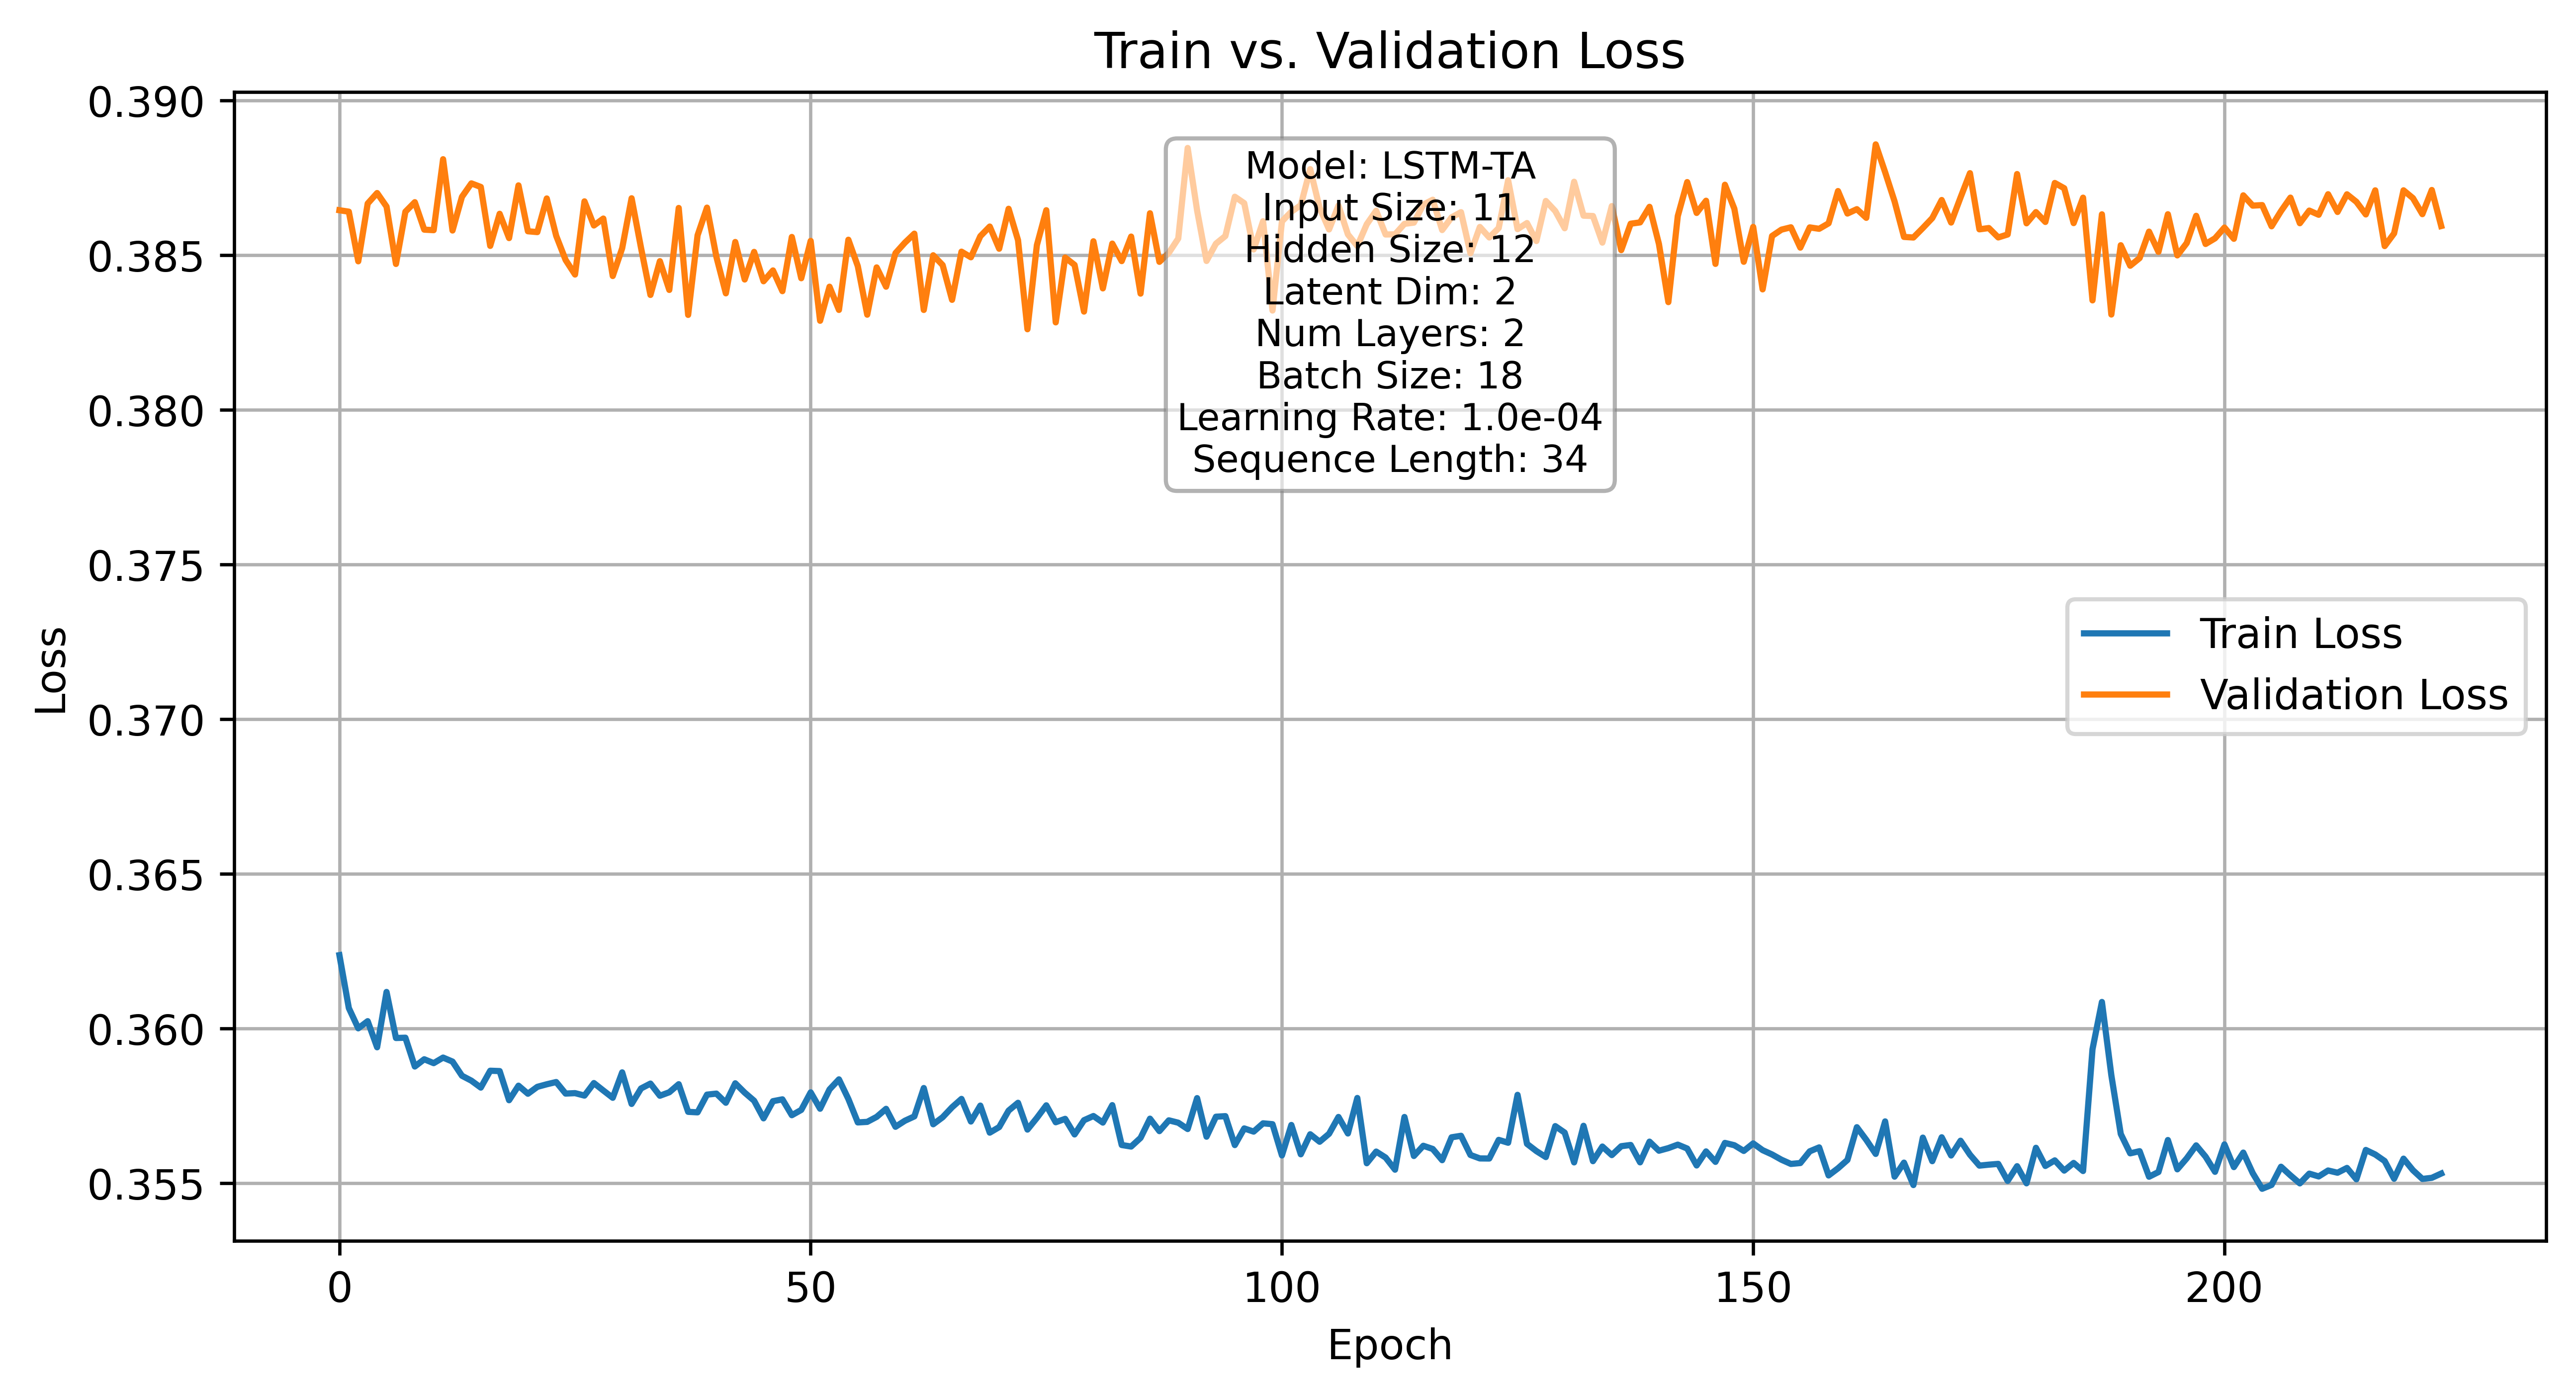 Train vs. Validation Loss
0.390
0.385
0.380
0.375
0.370
0.365
0.360
0.355
Loss
Model: LSTM-TA
Input Size: 11
Hidden Size: 12
Latent Dim: 2
Num Layers: 2
Batch Size: 18
Learning Rate: 1.0e-04
Sequence Length: 34
Train Loss
Validation Loss
0 50 100 150 200
Epoch